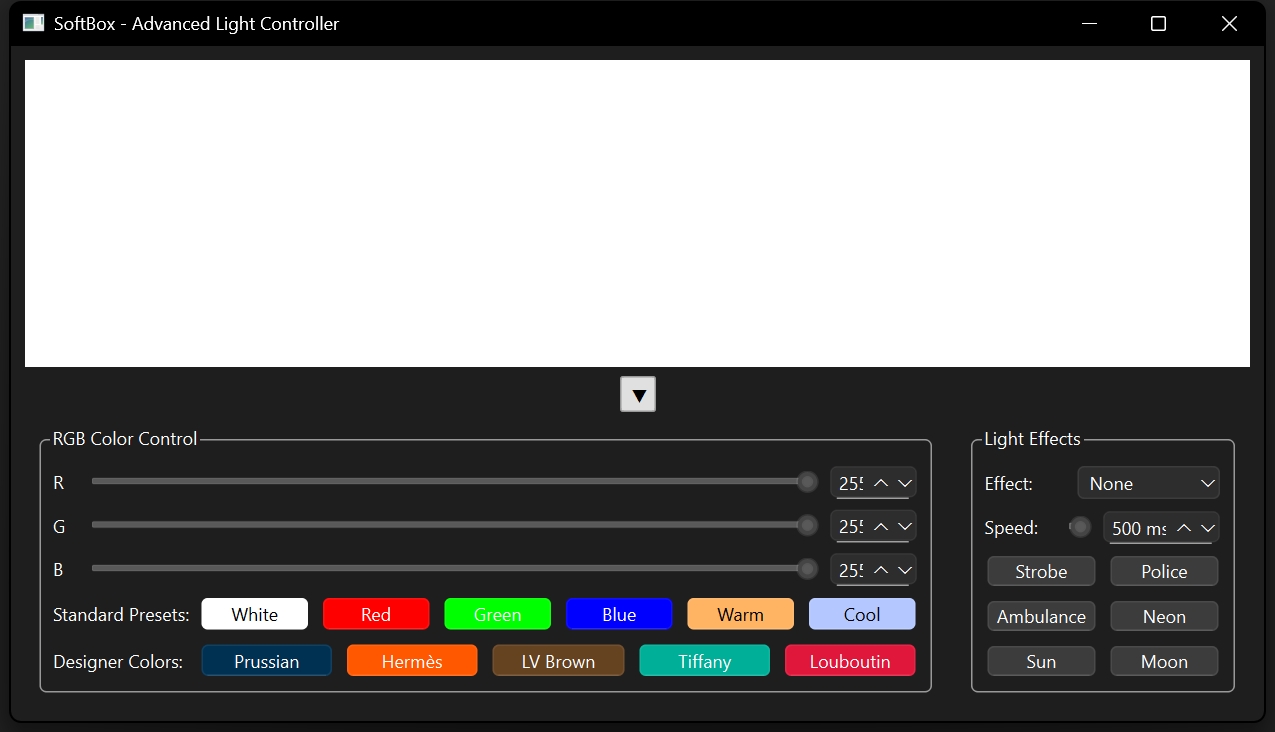 SoftBox - Advanced Light Controller
▼
RGB Color Control
R 255
G 255
B 255
Standard Presets: White Red Green Blue Warm Cool
Designer Colors: Prussian Hermès LV Brown Tiffany Louboutin
Light Effects
Effect: None
Speed: 500 ms
Strobe Police
Ambulance Neon
Sun Moon